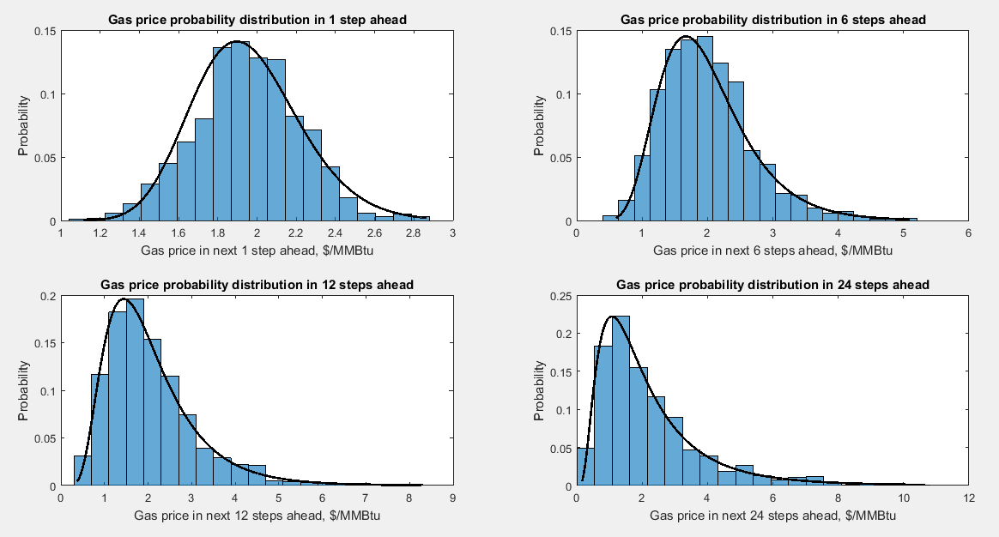 Gas price probability distribution in 1 step ahead
0.15
0.1
0.05
0
Probability
1 1.2 1.4 1.6 1.8 2 2.2 2.4 2.6 2.8 3
Gas price in next 1 step ahead, $/MMBtu
Gas price probability distribution in 6 steps ahead
0.15
0.1
0.05
0
Probability
0 1 2 3 4 5 6
Gas price in next 6 steps ahead, $/MMBtu
Gas price probability distribution in 12 steps ahead
0.2
0.15
0.1
0.05
0
Probability
0 1 2 3 4 5 6 7 8 9
Gas price in next 12 steps ahead, $/MMBtu
Gas price probability distribution in 24 steps ahead
0.25
0.2
0.15
0.1
0.05
0
Probability
0 2 4 6 8 10 12
Gas price in next 24 steps ahead, $/MMBtu